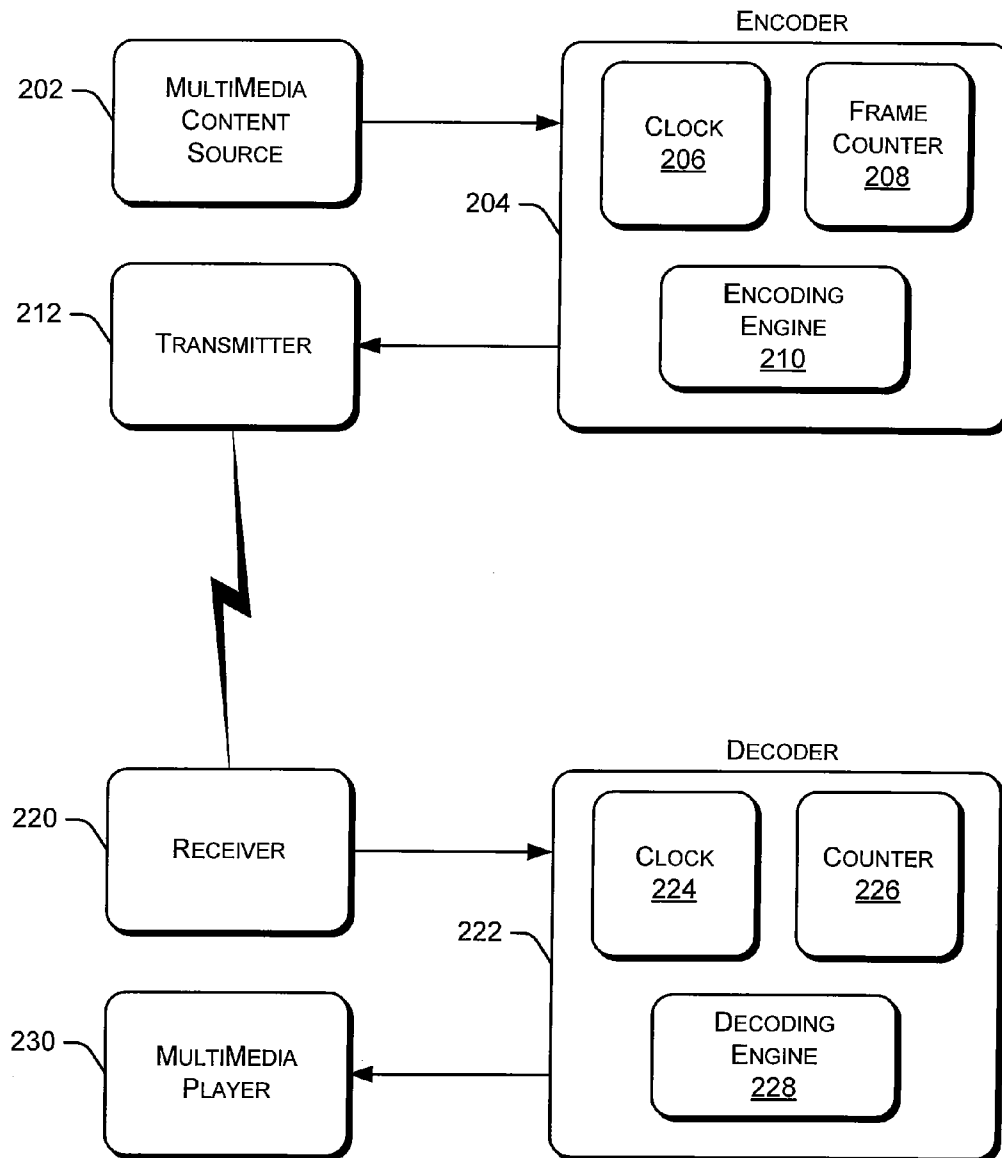 ENCODER
202
MULTIMEDIA
CONTENT
SOURCE
CLOCK
206
FRAME
COUNTER
208
204
212
TRANSMITTER
ENCODING
ENGINE
210
DECODER
220
RECEIVER
CLOCK
224
COUNTER
226
222
230
MULTIMEDIA
PLAYER
DECODING
ENGINE
228